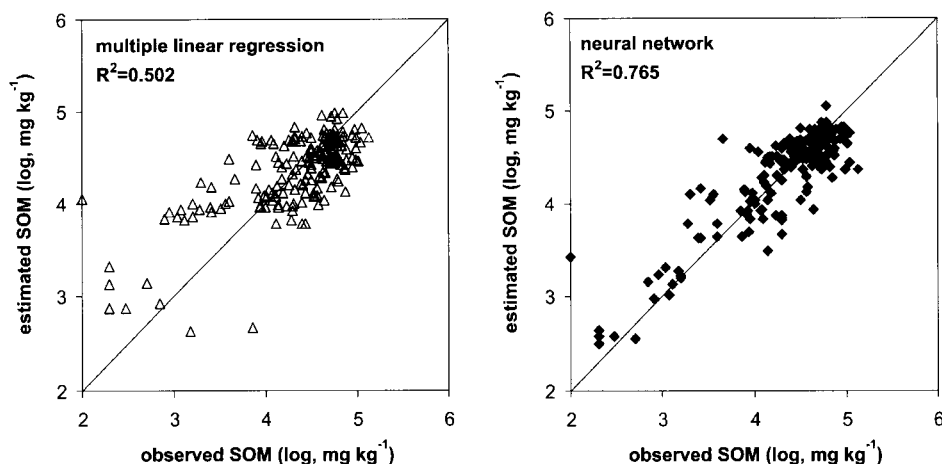 multiple linear regression
R²=0.502
estimated SOM (log, mg kg⁻¹)
6
5
4
3
2
2 3 4 5 6
observed SOM (log, mg kg⁻¹)
neural network
R²=0.765
estimated SOM (log, mg kg⁻¹)
6
5
4
3
2
2 3 4 5 6
observed SOM (log, mg kg⁻¹)